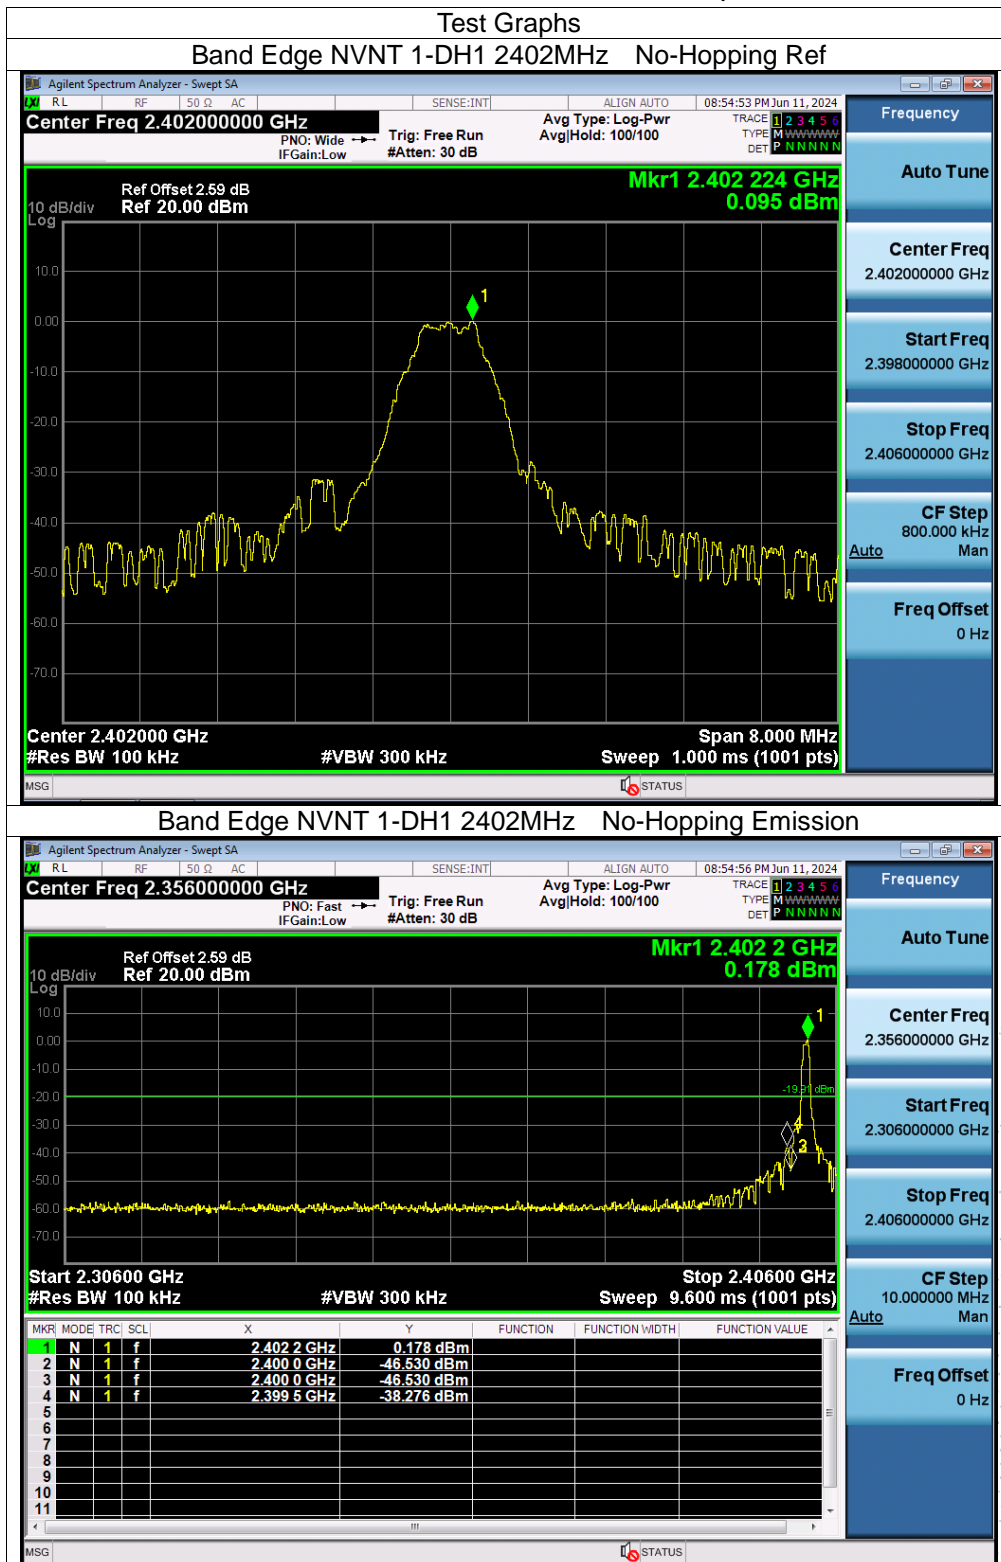 Test Graphs
Band Edge NVNT 1-DH1 2402MHz No-Hopping Ref
Agilent Spectrum Analyzer - Swept SA
LXI RL RF 50 Ω AC SENSE:INT ALIGN AUTO 08:54:53 PM Jun 11, 2024
Center Freq 2.402000000 GHz Avg Type: Log-Pwr TRACE 1 2 3 4 5 6
PNO: Wide Trig: Free Run Avg|Hold: 100/100 TYPE M WWWWW
IFGain:Low #Atten: 30 dB DET P N N N N N
Frequency
Auto Tune
Mkr1 2.402 224 GHz
Ref Offset 2.59 dB
10 dB/div Ref 20.00 dBm 0.095 dBm
Log
10.0
0.00
-10.0
-20.0
-30.0
-40.0
-50.0
-60.0
-70.0
1
Center Freq
2.402000000 GHz
Start Freq
2.398000000 GHz
Stop Freq
2.406000000 GHz
CF Step
800.000 kHz
Auto Man
Freq Offset
0 Hz
Center 2.402000 GHz Span 8.000 MHz
#Res BW 100 kHz #VBW 300 kHz Sweep 1.000 ms (1001 pts)
MSG STATUS
Band Edge NVNT 1-DH1 2402MHz No-Hopping Emission
Agilent Spectrum Analyzer - Swept SA
LXI RL RF 50 Ω AC SENSE:INT ALIGN AUTO 08:54:56 PM Jun 11, 2024
Center Freq 2.356000000 GHz Avg Type: Log-Pwr TRACE 1 2 3 4 5 6
PNO: Fast Trig: Free Run Avg|Hold: 100/100 TYPE M WWWWW
IFGain:Low #Atten: 30 dB DET P N N N N N
Frequency
Auto Tune
Mkr1 2.402 2 GHz
Ref Offset 2.59 dB
10 dB/div Ref 20.00 dBm 0.178 dBm
Log
10.0
0.00
-10.0
-20.0
-30.0
-40.0
-50.0
-60.0
-70.0
1
-19.91 dBm
4
3
Center Freq
2.356000000 GHz
Start Freq
2.306000000 GHz
Stop Freq
2.406000000 GHz
CF Step
10.000000 MHz
Auto Man
Freq Offset
0 Hz
Start 2.30600 GHz Stop 2.40600 GHz
#Res BW 100 kHz #VBW 300 kHz Sweep 9.600 ms (1001 pts)
MKR MODE TRC SCL X Y FUNCTION FUNCTION WIDTH FUNCTION VALUE
1 N 1 f 2.402 2 GHz 0.178 dBm
2 N 1 f 2.400 0 GHz -46.530 dBm
3 N 1 f 2.400 0 GHz -46.530 dBm
4 N 1 f 2.399 5 GHz -38.276 dBm
5
6
7
8
9
10
11
MSG STATUS